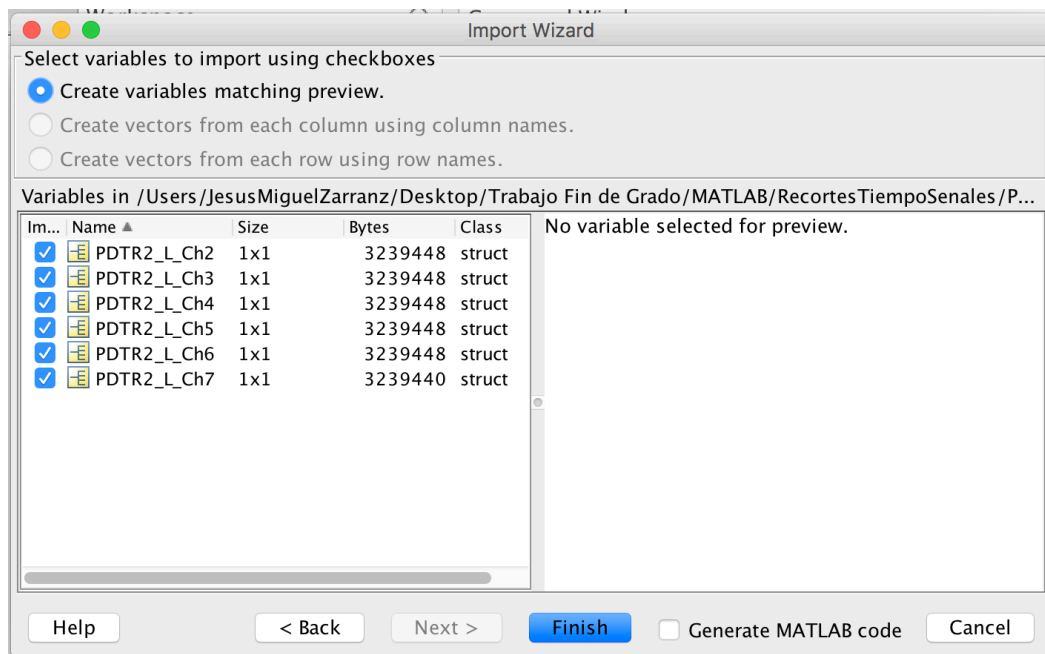 Import Wizard
Select variables to import using checkboxes
Create variables matching preview.
Create vectors from each column using column names.
Create vectors from each row using row names.
Variables in /Users/JesusMiguelZarranz/Desktop/Trabajo Fin de Grado/MATLAB/RecortesTiempoSenales/P...
Im... Name Size Bytes Class No variable selected for preview.
PDTR2_L_Ch2 1x1 3239448 struct
PDTR2_L_Ch3 1x1 3239448 struct
PDTR2_L_Ch4 1x1 3239448 struct
PDTR2_L_Ch5 1x1 3239448 struct
PDTR2_L_Ch6 1x1 3239448 struct
PDTR2_L_Ch7 1x1 3239440 struct
Help < Back Next > Finish Generate MATLAB code Cancel